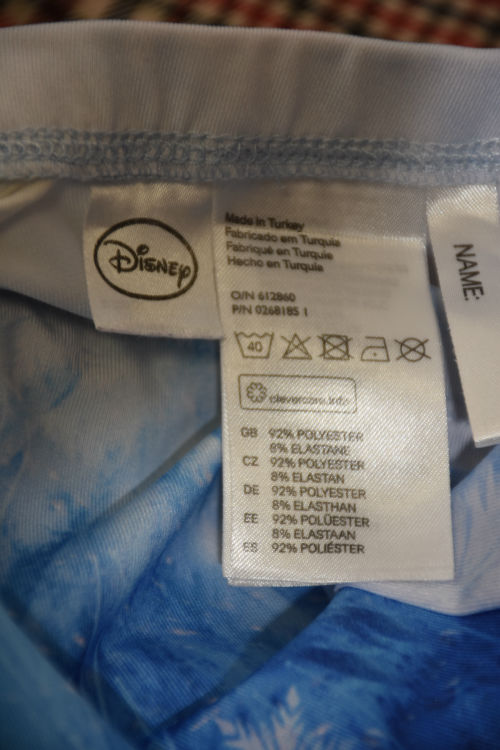 Disney
Made in Turkey
Fabricado em Turquia
Fabriqué en Turquie
Hecho en Turquia
O/N 612860
P/N 0268185 1
40
clevercare.info
GB 92% POLYESTER
8% ELASTANE
CZ 92% POLYESTER
8% ELASTAN
DE 92% POLYESTER
8% ELASTHAN
EE 92% POLÜESTER
8% ELASTAAN
ES 92% POLIÉSTER
NAME: